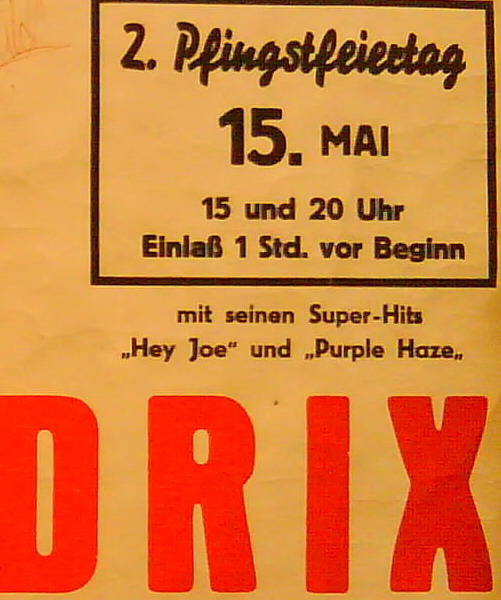 2. Pfingstfeiertag
15. MAI
15 und 20 Uhr
Einlaß 1 Std. vor Beginn
mit seinen Super-Hits
„Hey Joe“ und „Purple Haze„
DRIX